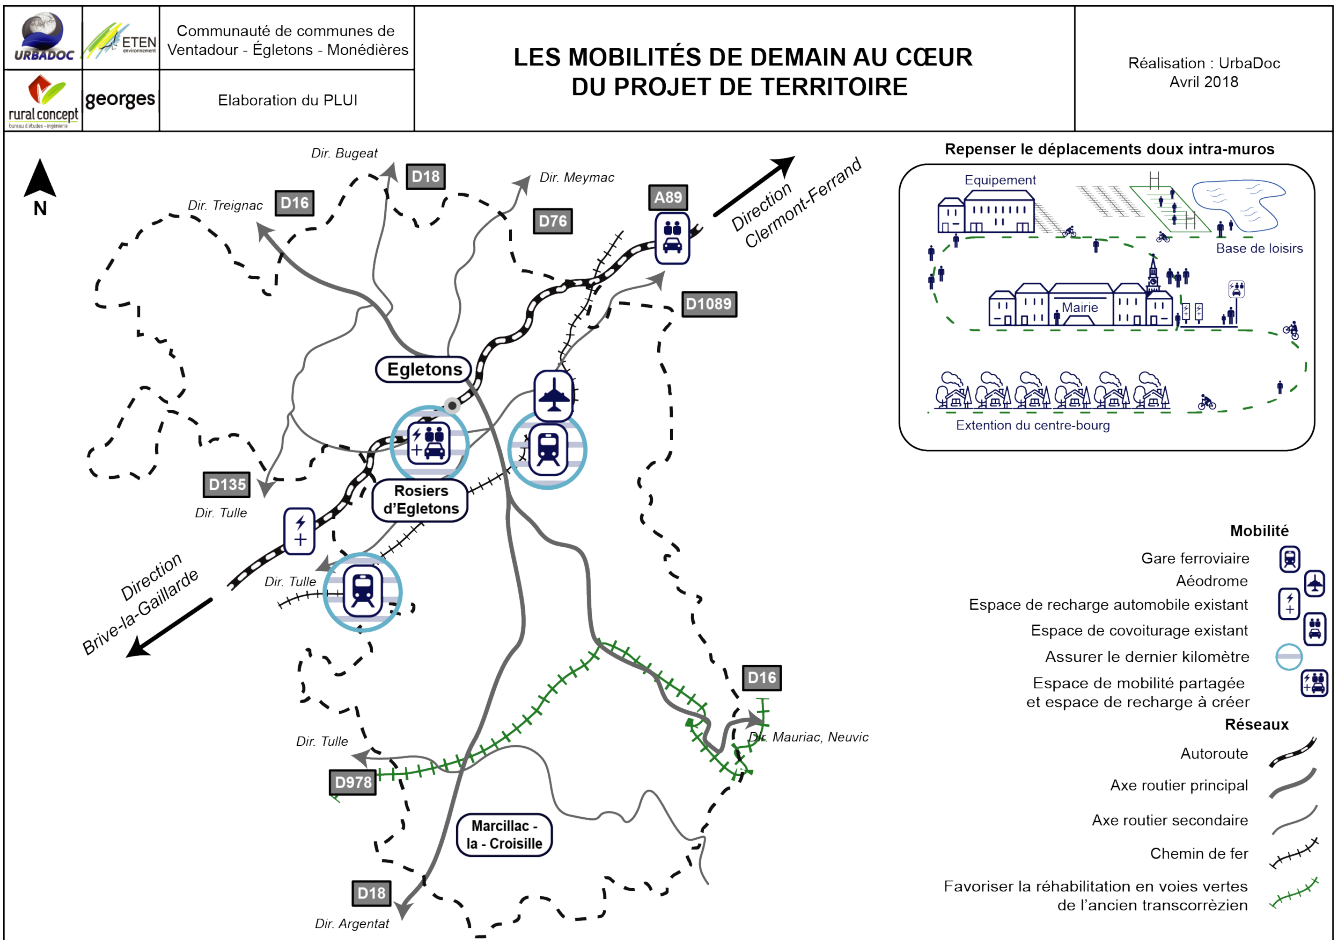 URBADOC
ETEN
environnement
Communauté de communes de
Ventadour - Égletons - Monédières
rural concept
bureau d'études - ingénierie
georges
Elaboration du PLUI
LES MOBILITÉS DE DEMAIN AU CŒUR
DU PROJET DE TERRITOIRE
Réalisation : UrbaDoc
Avril 2018
N
Dir. Bugeat
D18
Dir. Meymac
Dir. Treignac
D16
D76
A89
Direction
Clermont-Ferrand
D1089
Egletons
Rosiers
d'Egletons
D135
Dir. Tulle
Direction
Brive-la-Gaillarde
Dir. Tulle
D16
Dir. Mauriac, Neuvic
Dir. Tulle
D978
Marcillac -
la - Croisille
D18
Dir. Argentat
Repenser le déplacements doux intra-muros
Equipement
Base de loisirs
Mairie
Extention du centre-bourg
Mobilité
Gare ferroviaire
Aéodrome
Espace de recharge automobile existant
Espace de covoiturage existant
Assurer le dernier kilomètre
Espace de mobilité partagée
et espace de recharge à créer
Réseaux
Autoroute
Axe routier principal
Axe routier secondaire
Chemin de fer
Favoriser la réhabilitation en voies vertes
de l'ancien transcorrèzien